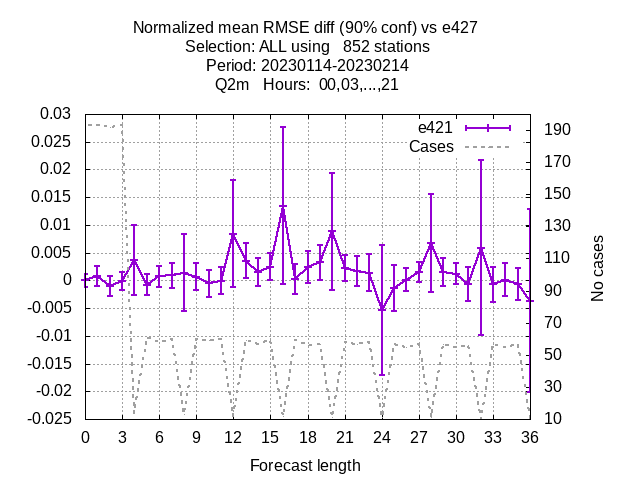 Normalized mean RMSE diff (90% conf) vs e427
Selection: ALL using   852 stations
Period: 20230114-20230214
Q2m   Hours:  00,03,...,21
0.03
0.025
0.02
0.015
0.01
0.005
0
-0.005
-0.01
-0.015
-0.02
-0.025
e421
Cases
190
170
150
130
110
90
70
50
30
10
No cases
0 3 6 9 12 15 18 21 24 27 30 33 36
Forecast length